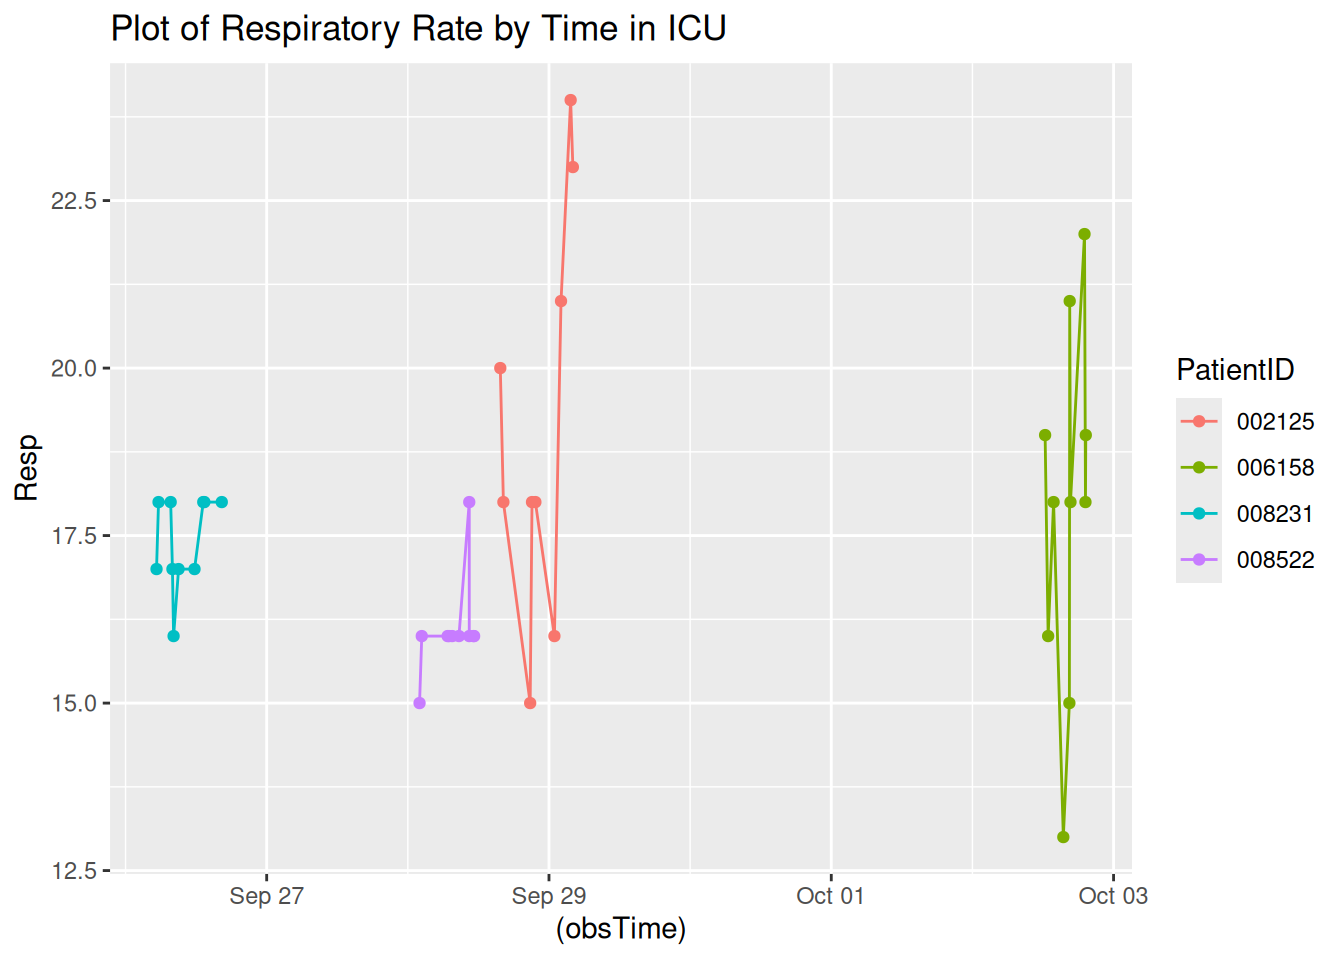 Plot of Respiratory Rate by Time in ICU
22.5
20.0
17.5
15.0
12.5
Resp
Sep 27
Sep 29
Oct 01
Oct 03
(obsTime)
PatientID
002125
006158
008231
008522